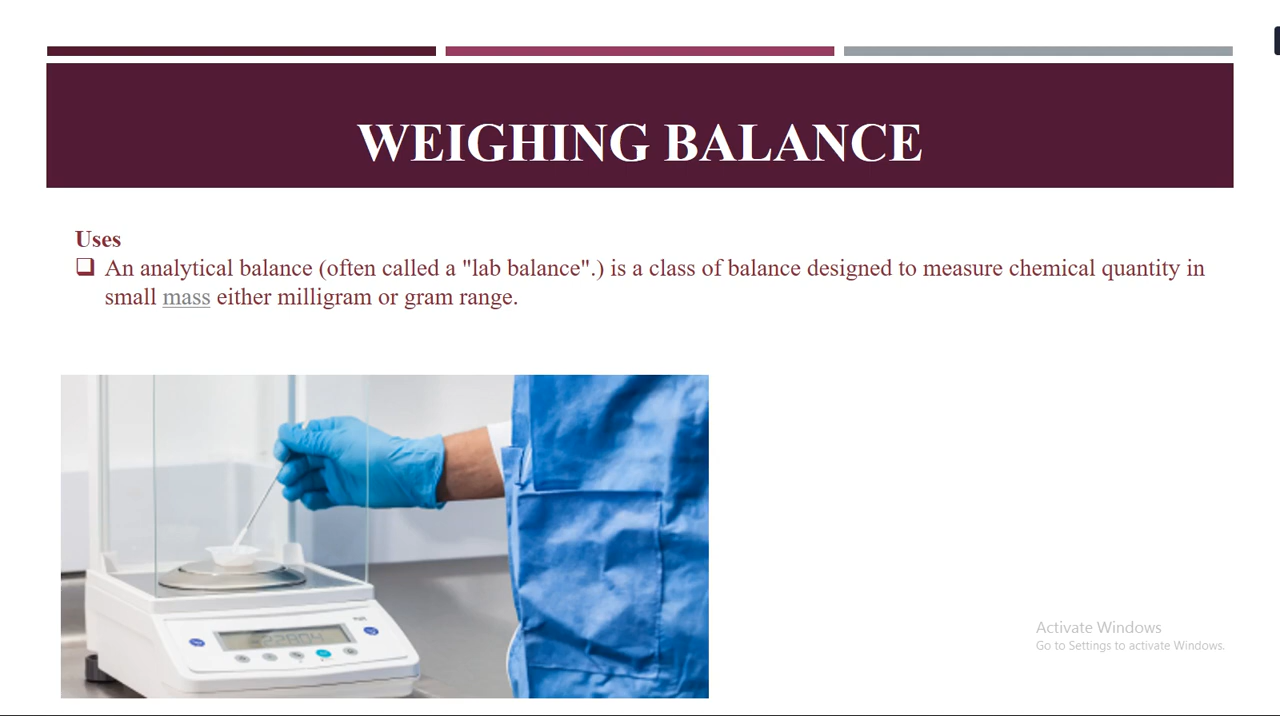 WEIGHING BALANCE
Uses
❑ An analytical balance (often called a "lab balance".) is a class of balance designed to measure chemical quantity in
small mass either milligram or gram range.
Activate Windows
Go to Settings to activate Windows.